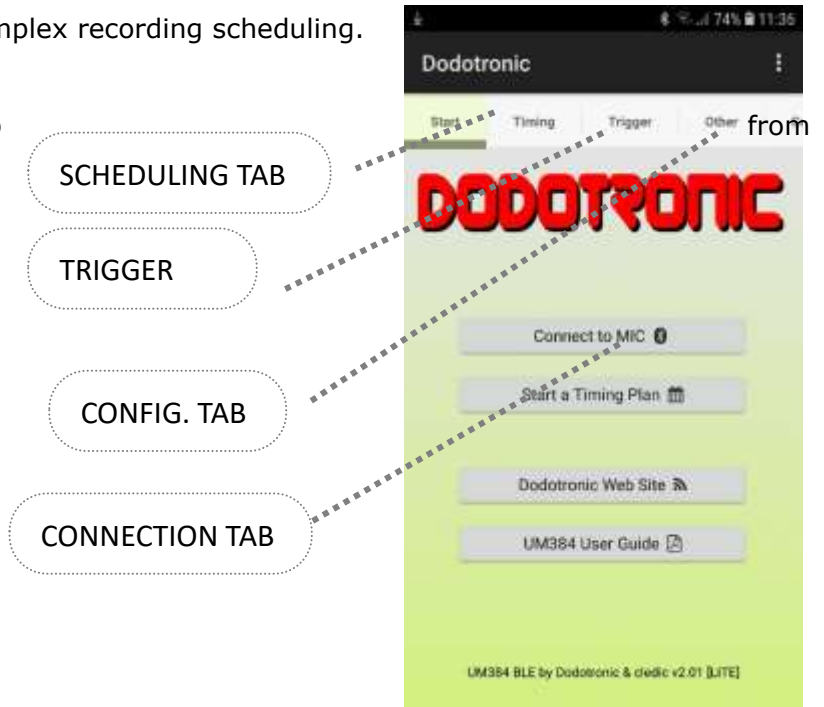 mplex recording scheduling.
74% 11:36
Dodotronic
Start Timing Trigger Other
from
SCHEDULING TAB
DODOTRONIC
TRIGGER
Connect to MIC
Start a Timing Plan
CONFIG. TAB
Dodotronic Web Site
CONNECTION TAB
UM384 User Guide
UM384 BLE by Dodotronic & cledic v2.01 [LITE]